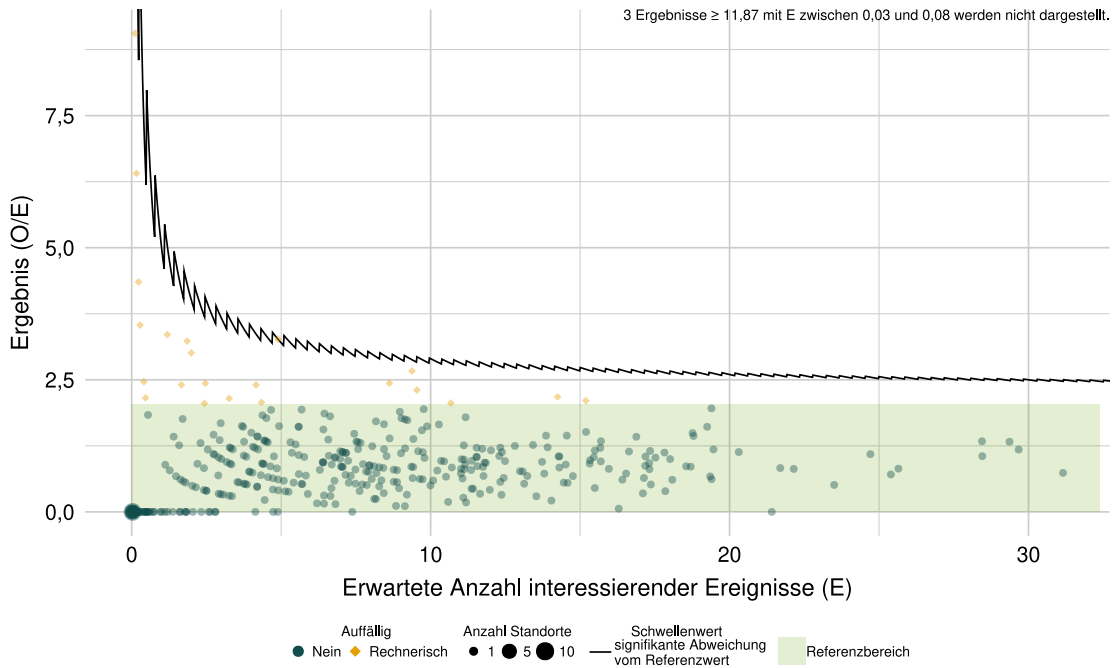 3 Ergebnisse ≥ 11,87 mit E zwischen 0,03 und 0,08 werden nicht dargestellt.
7,5
5,0
2,5
0,0
Ergebnis (O/E)
0
10
20
30
Erwartete Anzahl interessierender Ereignisse (E)
Auffällig
Nein
Rechnerisch
Anzahl Standorte
1
5
10
Schwellenwert
signifikante Abweichung
vom Referenzwert
Referenzbereich